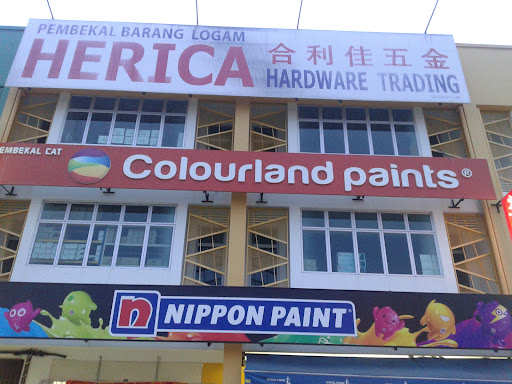 PEMBEKAL BARANG LOGAM
HERICA 合利佳五金
HARDWARE TRADING
PEMBEKAL CAT
Colourland paints®
n NIPPON PAINT